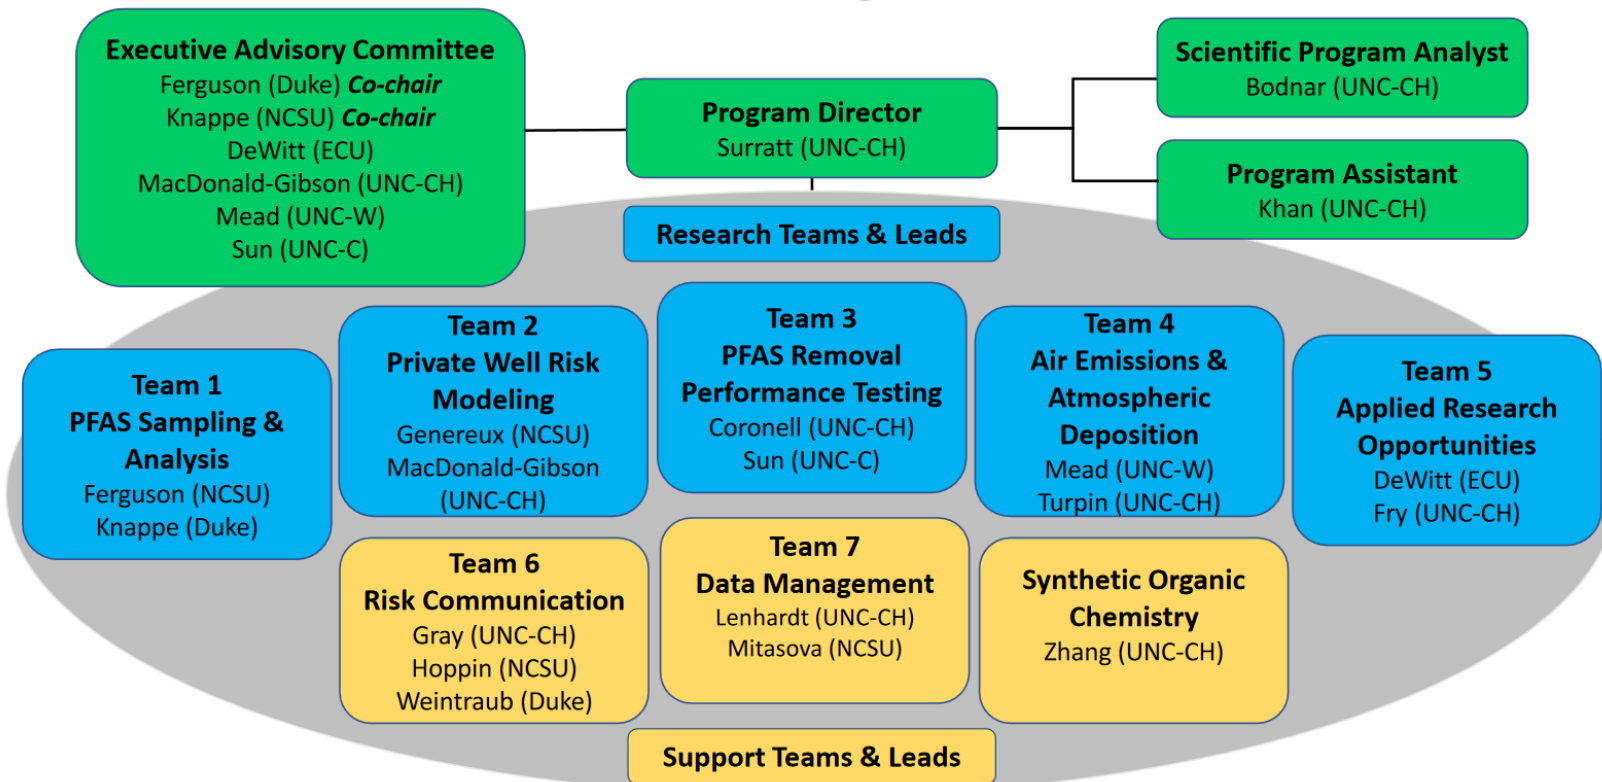 Executive Advisory Committee
Ferguson (Duke) Co-chair
Knappe (NCSU) Co-chair
DeWitt (ECU)
MacDonald-Gibson (UNC-CH)
Mead (UNC-W)
Sun (UNC-C)
Program Director
Surratt (UNC-CH)
Scientific Program Analyst
Bodnar (UNC-CH)
Program Assistant
Khan (UNC-CH)
Research Teams & Leads
Team 1
PFAS Sampling &
Analysis
Ferguson (NCSU)
Knappe (Duke)
Team 2
Private Well Risk
Modeling
Genereux (NCSU)
MacDonald-Gibson
(UNC-CH)
Team 3
PFAS Removal
Performance Testing
Coronell (UNC-CH)
Sun (UNC-C)
Team 4
Air Emissions &
Atmospheric
Deposition
Mead (UNC-W)
Turpin (UNC-CH)
Team 5
Applied Research
Opportunities
DeWitt (ECU)
Fry (UNC-CH)
Team 6
Risk Communication
Gray (UNC-CH)
Hoppin (NCSU)
Weintraub (Duke)
Team 7
Data Management
Lenhardt (UNC-CH)
Mitasova (NCSU)
Synthetic Organic
Chemistry
Zhang (UNC-CH)
Support Teams & Leads